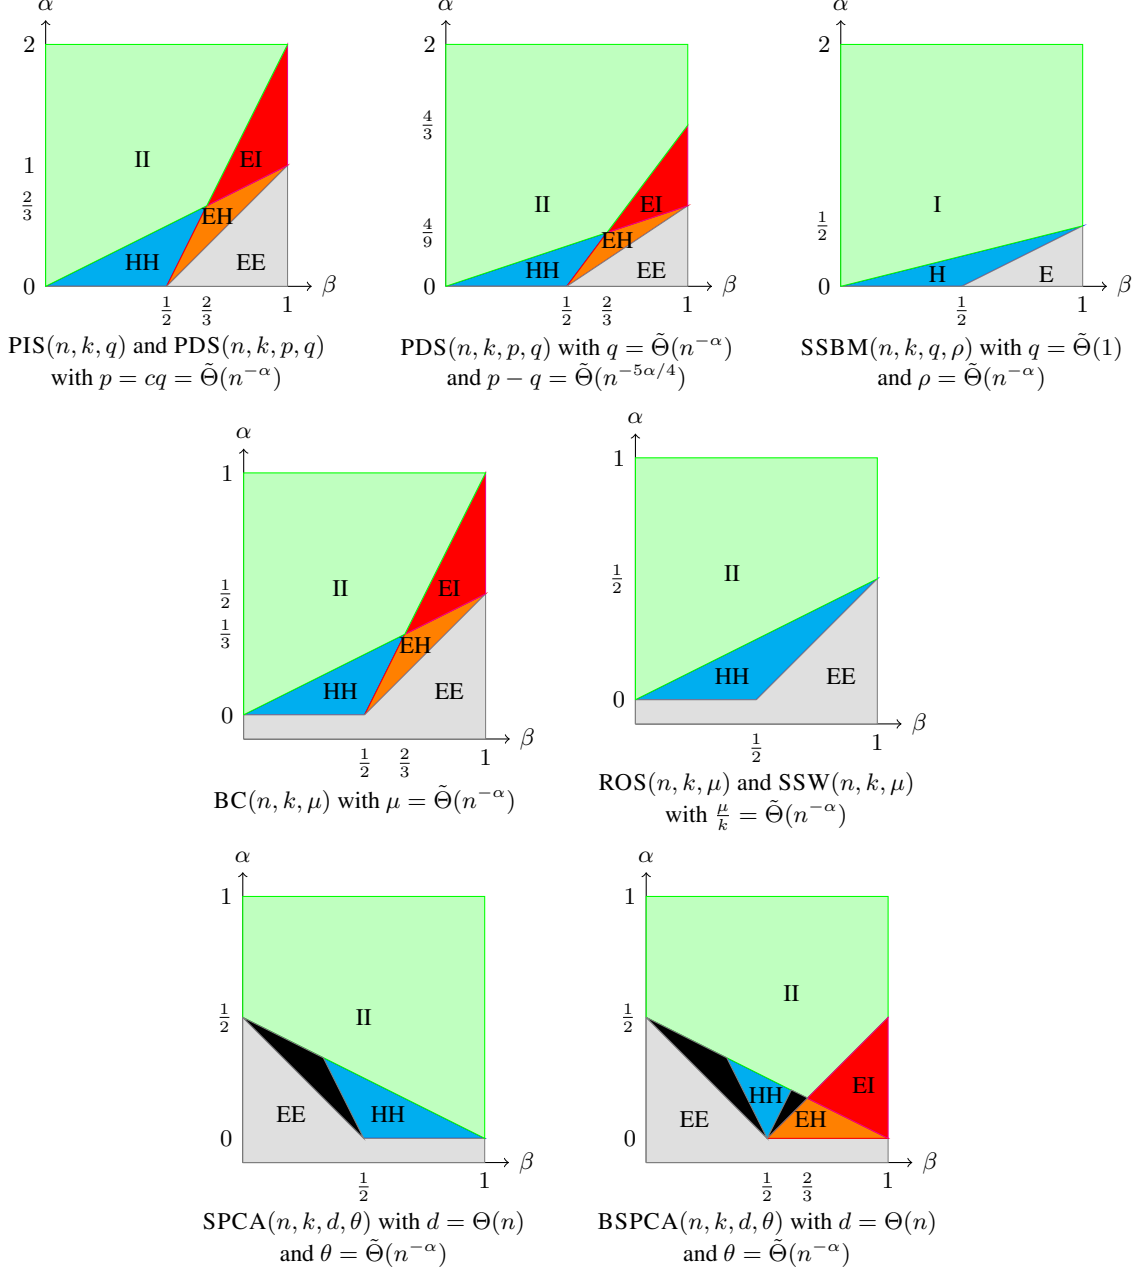 α α α
2 2 2
4/3
II EI
1
2/3
EH
HH EE
0
1/2 2/3 1 β
II EI
4/9
EH
HH EE
0
1/2 2/3 1 β
I
1/2
H E
0
1/2 1 β
PIS(n, k, q) and PDS(n, k, p, q)
with p = cq = Θ̃(n^{−α})
PDS(n, k, p, q) with q = Θ̃(n^{−α})
and p − q = Θ̃(n^{−5α/4})
SSBM(n, k, q, ρ) with q = Θ̃(1)
and ρ = Θ̃(n^{−α})
α
1
II EI
1/2
1/3
EH
HH EE
0
β
1/2 2/3 1
BC(n, k, μ) with μ = Θ̃(n^{−α})
α
1
II
1/2
HH EE
0
β
1/2 1
ROS(n, k, μ) and SSW(n, k, μ)
with μ/k = Θ̃(n^{−α})
α
1
1/2
II
EE HH
0
β
1/2 1
SPCA(n, k, d, θ) with d = Θ(n)
and θ = Θ̃(n^{−α})
α
1
II
1/2
HH EI
EE EH
0
β
1/2 2/3 1
BSPCA(n, k, d, θ) with d = Θ(n)
and θ = Θ̃(n^{−α})